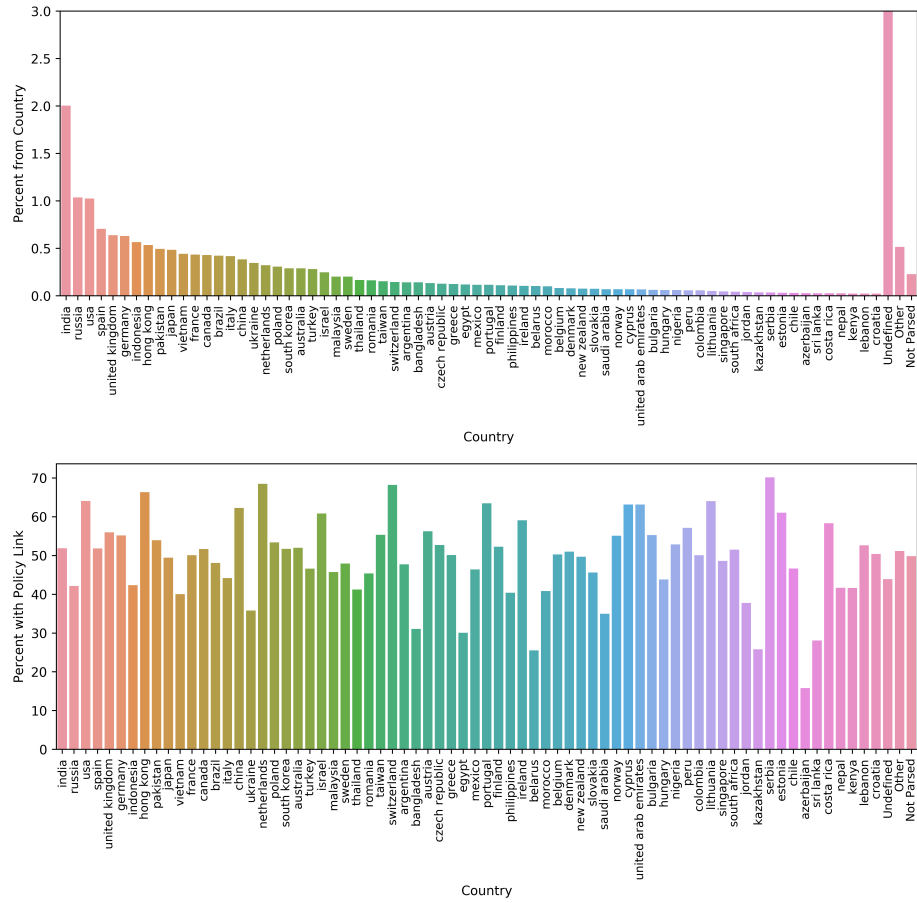 Percent from Country
3.0
2.5
2.0
1.5
1.0
0.5
0.0
india
russia
usa
spain
united kingdom
germany
indonesia
hong kong
pakistan
japan
vietnam
france
canada
brazil
italy
china
ukraine
netherlands
poland
south korea
australia
turkey
israel
malaysia
sweden
thailand
romania
taiwan
switzerland
argentina
bangladesh
austria
czech republic
greece
egypt
mexico
portugal
finland
philippines
ireland
belarus
morocco
belgium
denmark
new zealand
slovakia
saudi arabia
norway
cyprus
united arab emirates
bulgaria
hungary
nigeria
peru
colombia
lithuania
singapore
south africa
jordan
kazakhstan
serbia
estonia
chile
azerbaijan
sri lanka
costa rica
nepal
kenya
lebanon
croatia
Undefined
Other
Not Parsed
Country
Percent with Policy Link
70
60
50
40
30
20
10
0
india
russia
usa
spain
united kingdom
germany
indonesia
hong kong
pakistan
japan
vietnam
france
canada
brazil
italy
china
ukraine
netherlands
poland
south korea
australia
turkey
israel
malaysia
sweden
thailand
romania
taiwan
switzerland
argentina
bangladesh
austria
czech republic
greece
egypt
mexico
portugal
finland
philippines
ireland
belarus
morocco
belgium
denmark
new zealand
slovakia
saudi arabia
norway
cyprus
united arab emirates
bulgaria
hungary
nigeria
peru
colombia
lithuania
singapore
south africa
jordan
kazakhstan
serbia
estonia
chile
azerbaijan
sri lanka
costa rica
nepal
kenya
lebanon
croatia
Undefined
Other
Not Parsed
Country